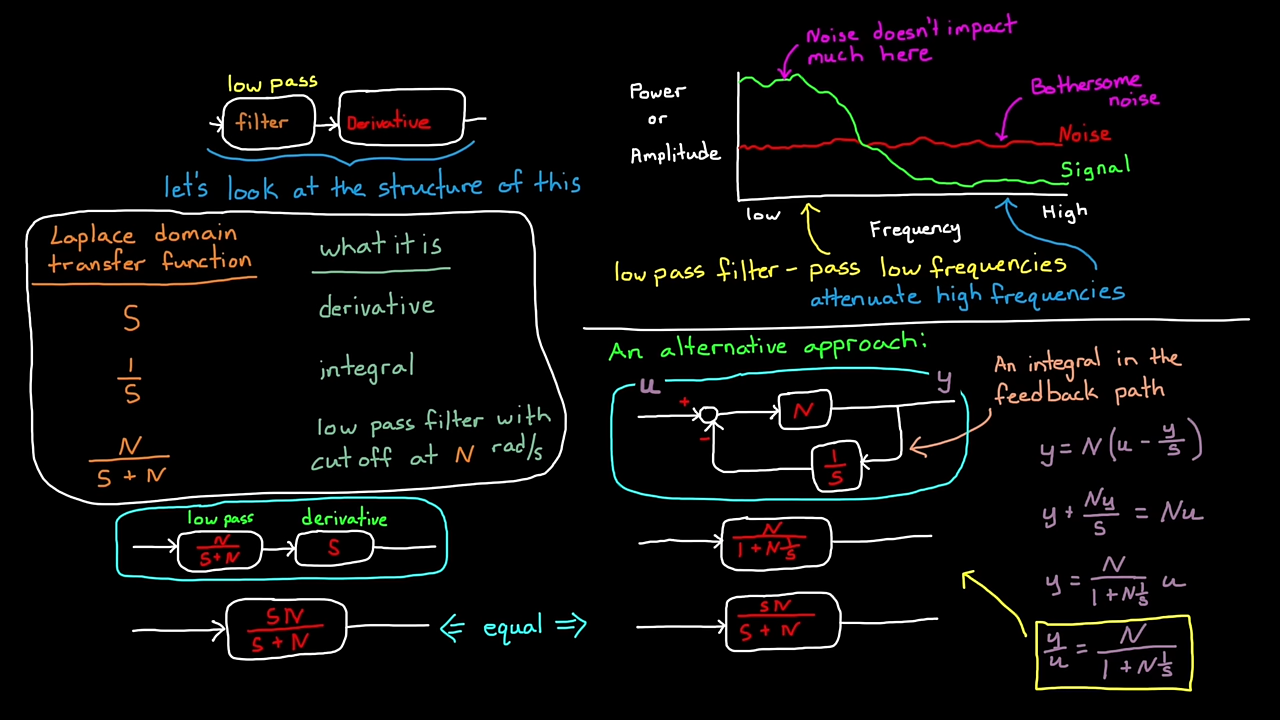 low pass
filter
Derivative
let's look at the structure of this
Laplace domain
transfer function
what it is
S
derivative
1
S
integral
N
S + N
low pass filter with
cutoff at N rad/s
low pass
derivative
N
S+N
S
SN
S + N
<= equal =>
Noise doesn't impact
much here
Bothersome
noise
Power
or
Amplitude
Noise
Signal
low
High
Frequency
low pass filter - pass low frequencies
attenuate high frequencies
An alternative approach:
u
y
+
-
N
1
S
N
1 + N 1/S
SN
S + N
An integral in the
feedback path
y = N(u - y/S)
y + Ny/S = Nu
y = N/(1 + N 1/S) u
y/u = N/(1 + N 1/S)